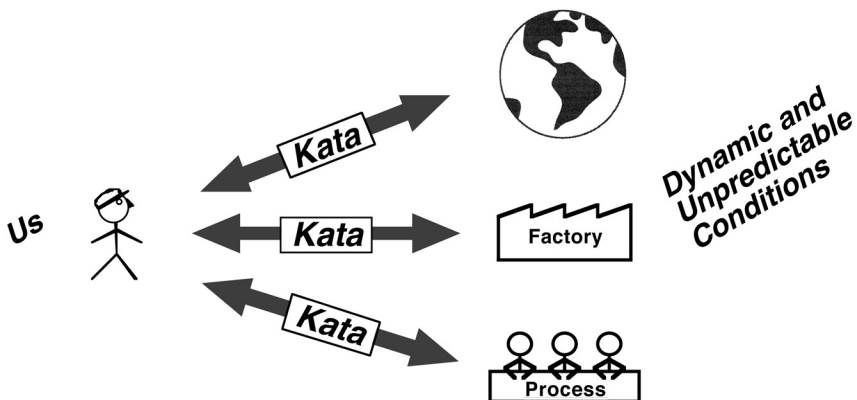 Us
Kata
Kata
Kata
Factory
Process
Dynamic and
Unpredictable
Conditions